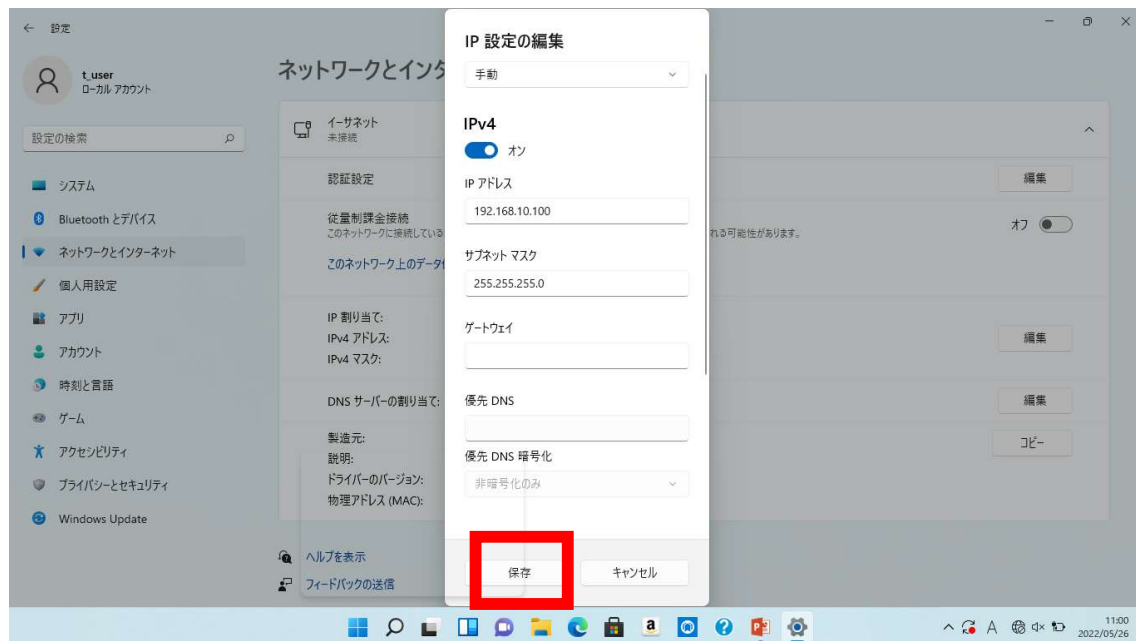 ← 設定
t_user
ローカル アカウント
設定の検索
システム
Bluetooth とデバイス
ネットワークとインターネット
個人用設定
アプリ
アカウント
時刻と言語
ゲーム
アクセシビリティ
プライバシーとセキュリティ
Windows Update
ネットワークとインタ
イーサネット
未接続
認証設定
編集
従量制課金接続
このネットワークに接続している
れる可能性があります。
オフ
このネットワーク上のデータ
IP 割り当て:
IPv4 アドレス:
IPv4 マスク:
編集
DNS サーバーの割り当て:
編集
製造元:
説明:
ドライバーのバージョン:
物理アドレス (MAC):
コピー
ヘルプを表示
フィードバックの送信
IP 設定の編集
手動
IPv4
オン
IP アドレス
192.168.10.100
サブネット マスク
255.255.255.0
ゲートウェイ
優先 DNS
優先 DNS 暗号化
非暗号化のみ
保存
キャンセル
A
11:00
2022/05/26